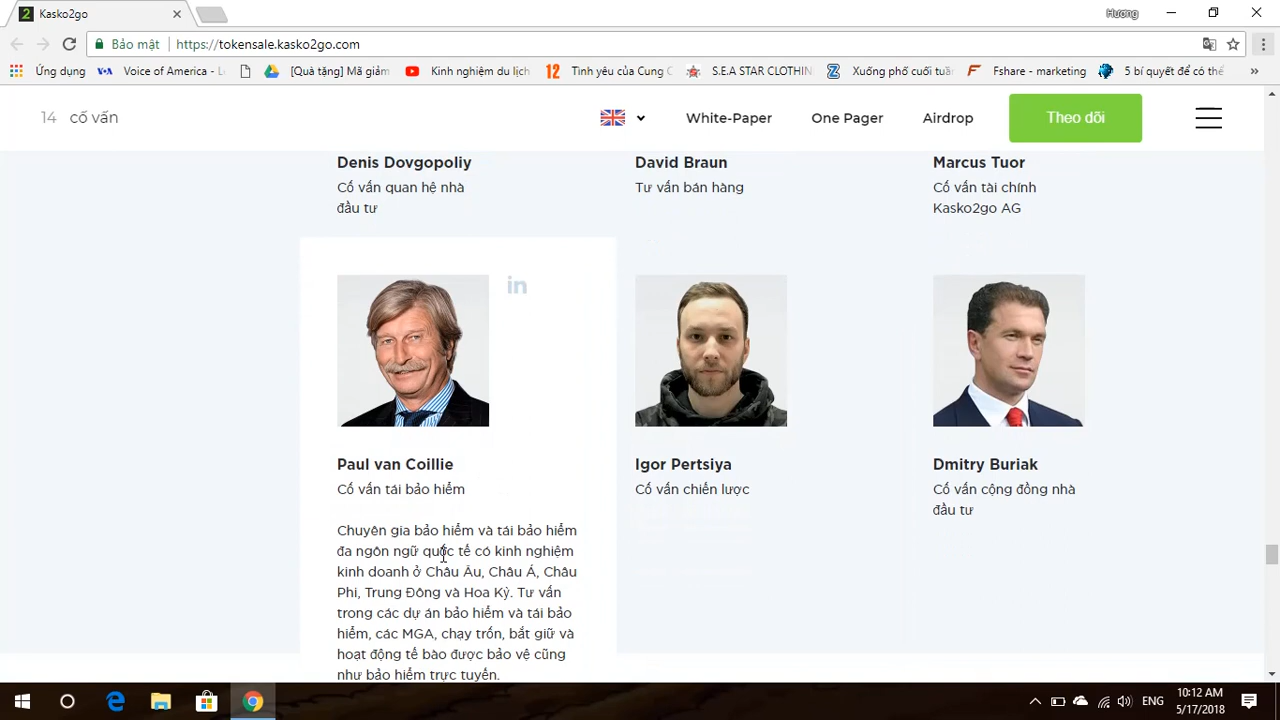 Kasko2go
Hương
Bảo mật https://tokensale.kasko2go.com
Ứng dụng Voice of America - L [Quà tặng] Mã giảm Kinh nghiệm du lịch 12 Tình yêu của Cung C S.E.A STAR CLOTHIN Xuống phố cuối tuần Fshare - marketing 5 bí quyết để có thể »
14 cố vấn White-Paper One Pager Airdrop Theo dõi
Denis Dovgopoliy David Braun Marcus Tuor
Cố vấn quan hệ nhà Tư vấn bán hàng Cố vấn tài chính
đầu tư Kasko2go AG
in
Paul van Coillie Igor Pertsiya Dmitry Buriak
Cố vấn tái bảo hiểm Cố vấn chiến lược Cố vấn cộng đồng nhà
đầu tư
Chuyên gia bảo hiểm và tái bảo hiểm
đa ngôn ngữ quốc tế có kinh nghiệm
kinh doanh ở Châu Âu, Châu Á, Châu
Phi, Trung Đông và Hoa Kỳ. Tư vấn
trong các dự án bảo hiểm và tái bảo
hiểm, các MGA, chạy trốn, bắt giữ và
hoạt động tế bào được bảo vệ cũng
như bảo hiểm trực tuyến.
ENG 10:12 AM
5/17/2018